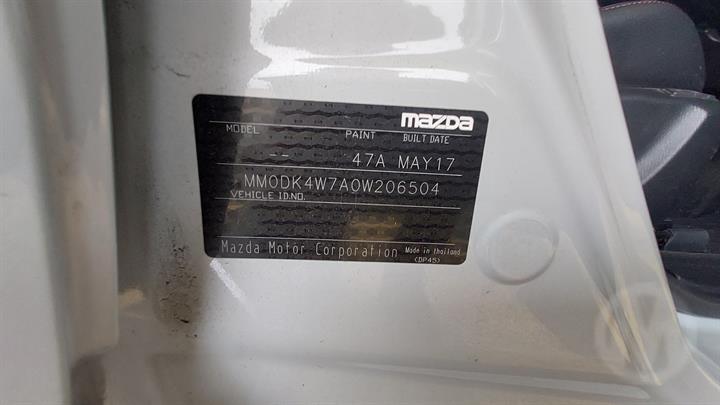 mazda
MODEL PAINT BUILT DATE
-- 47A MAY17
MM0DK4W7A0W206504
VEHICLE ID.NO.
Mazda Motor Corporation Made in thailand
(DP45)